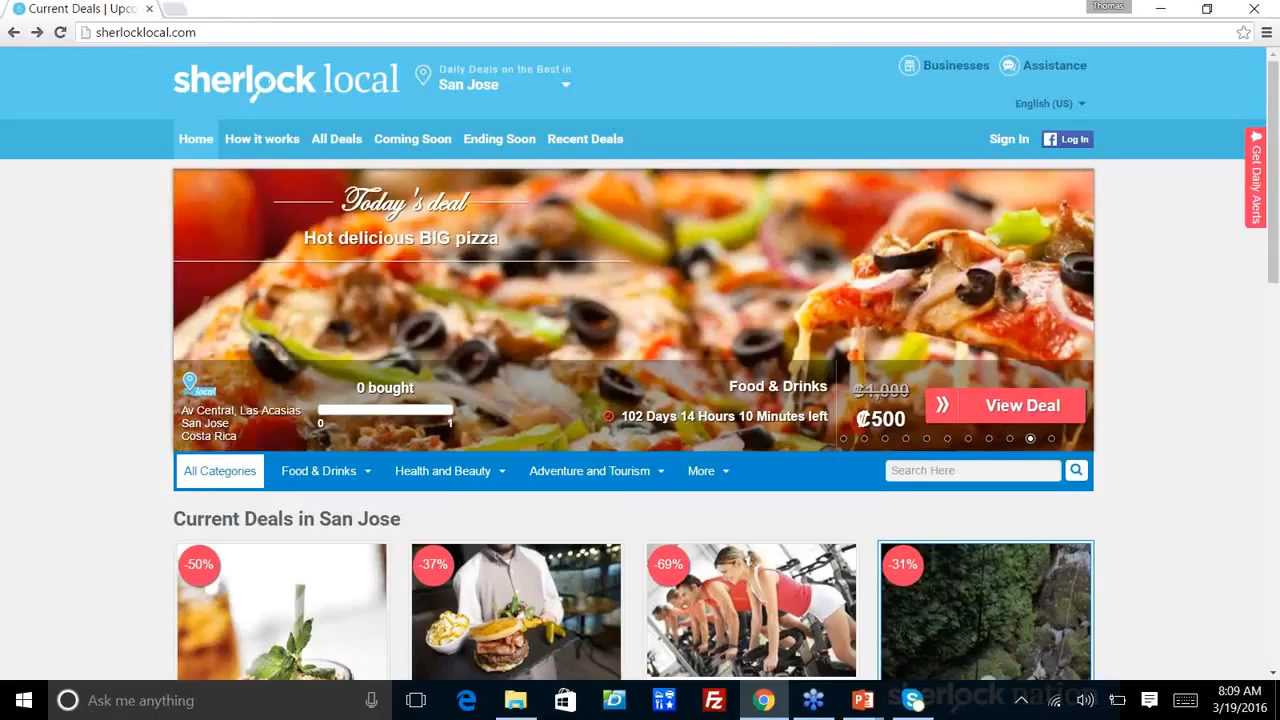 Current Deals | Upco
Thomas
sherlocklocal.com
sherlock local
Daily Deals on the Best in
San Jose
Businesses
Assistance
English (US)
Home
How it works
All Deals
Coming Soon
Ending Soon
Recent Deals
Sign In
Log In
Get Daily Alerts
Today's deal
Hot delicious BIG pizza
local
Av Central, Las Acasias
San Jose
Costa Rica
0 bought
0
1
Food & Drinks
102 Days 14 Hours 10 Minutes left
₡1,000
₡500
View Deal
All Categories
Food & Drinks
Health and Beauty
Adventure and Tourism
More
Search Here
Current Deals in San Jose
-50%
-37%
-69%
-31%
Ask me anything
sherlock nation
8:09 AM
3/19/2016